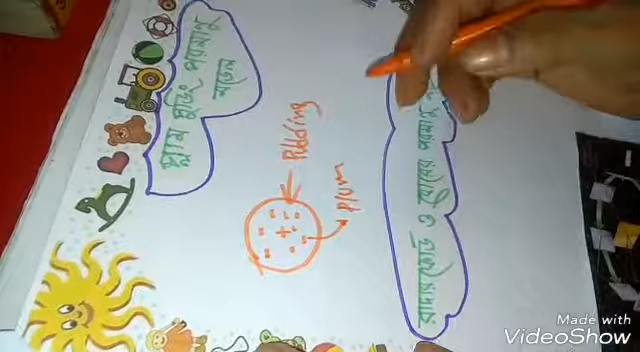 প্লাম পুডিং পরমাণু
মডেল
Pudding
Plum
রাদারফোর্ড ও বোরের পরমাণু
Made with
VideoShow